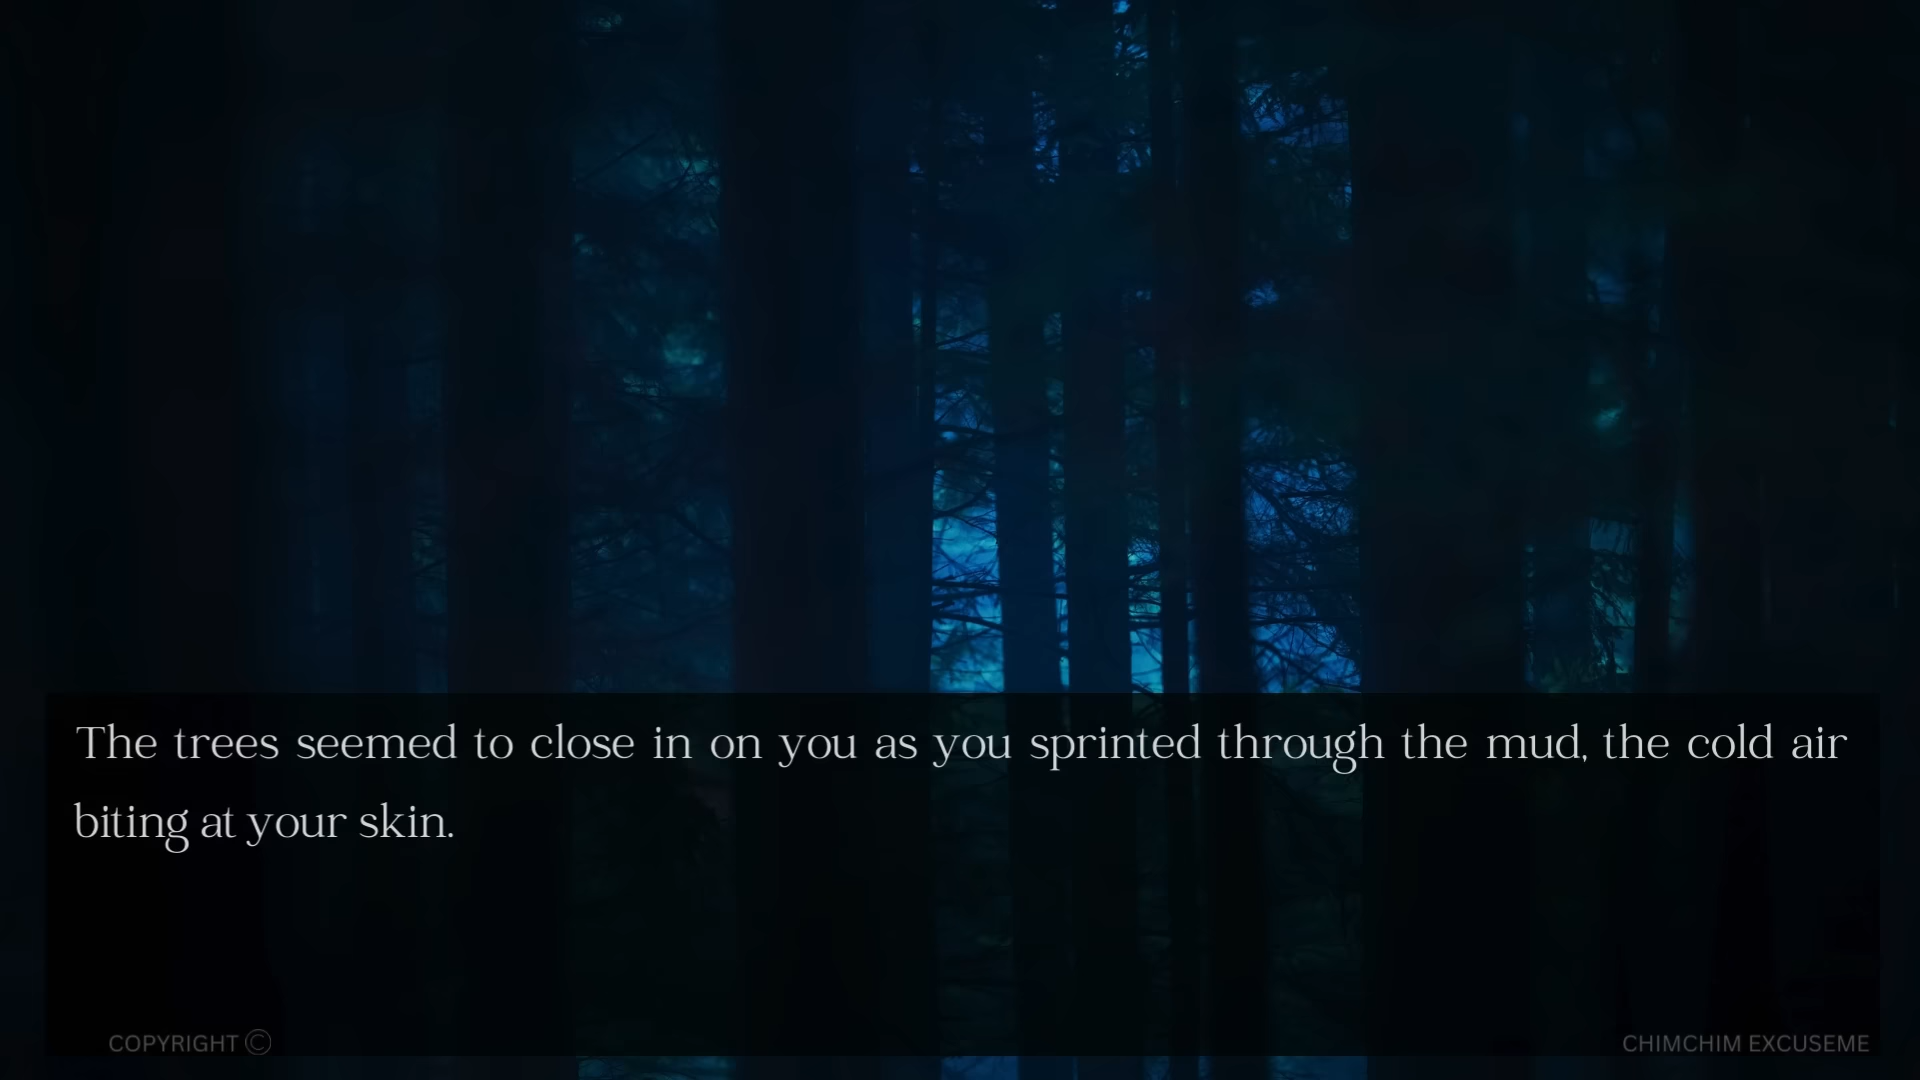 The trees seemed to close in on you as you sprinted through the mud, the cold air
biting at your skin.
COPYRIGHT ©
CHIMCHIM EXCUSEME